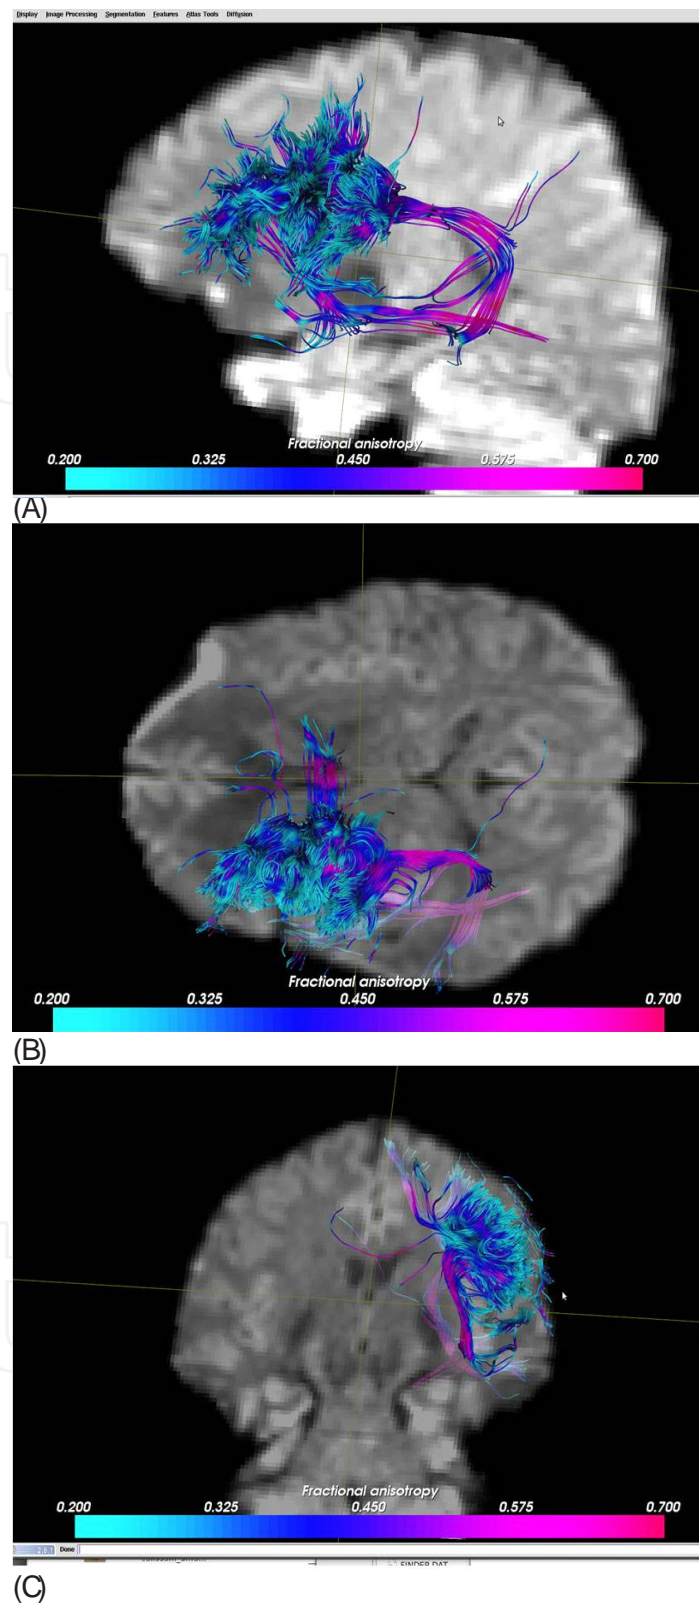 Display Image Processing Segmentation Features Atlas Tools Diffusion
Fractional anisotropy
0.200 0.325 0.450 0.575 0.700
(A)
Fractional anisotropy
0.200 0.325 0.450 0.575 0.700
(B)
Fractional anisotropy
0.200 0.325 0.450 0.575 0.700
Done
FINDER.DAT
(C)